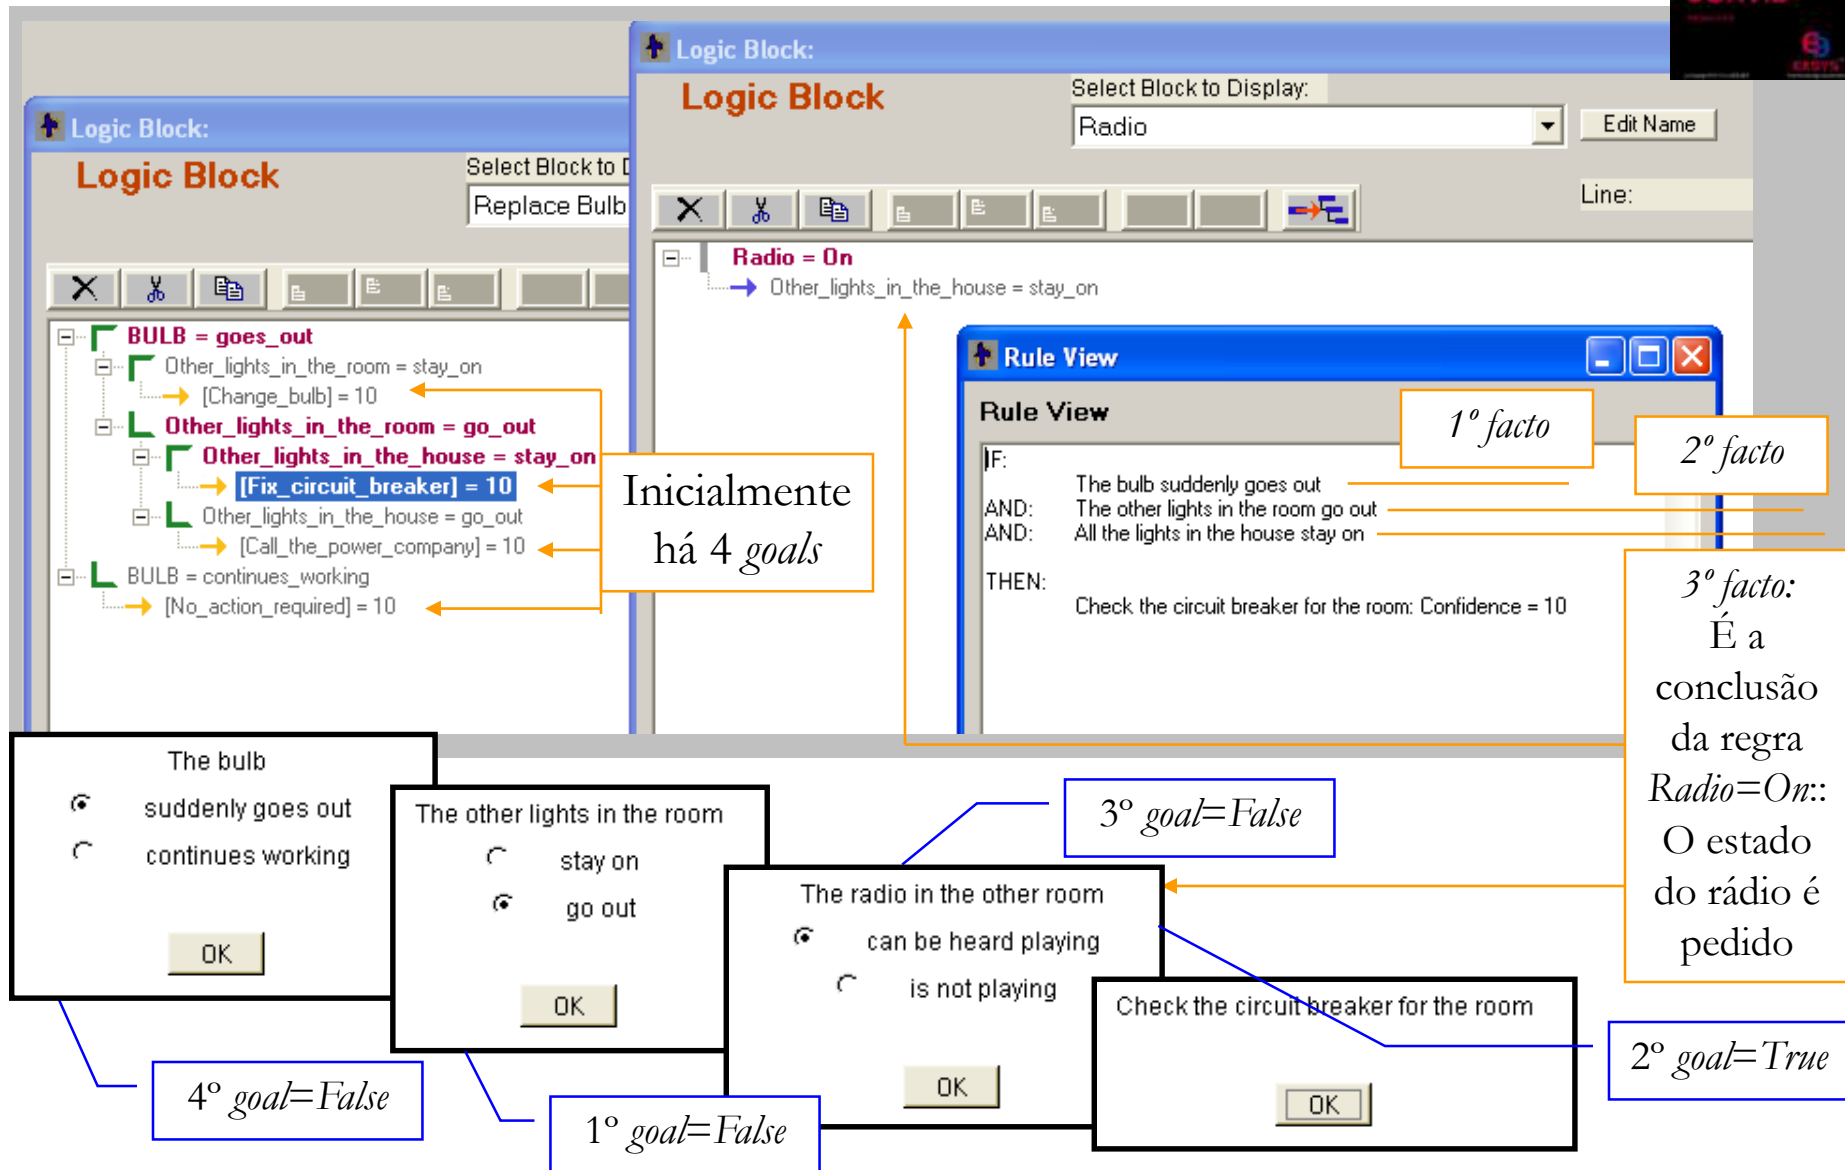 Logic Block:
Logic Block
Select Block to Display:
Radio
Edit Name
Line:
Radio = On
Other_lights_in_the_house = stay_on
Logic Block:
Logic Block
Select Block to D
Replace Bulb
BULB = goes_out
Other_lights_in_the_room = stay_on
[Change_bulb] = 10
Other_lights_in_the_room = go_out
Other_lights_in_the_house = stay_on
[Fix_circuit_breaker] = 10
Other_lights_in_the_house = go_out
[Call_the_power_company] = 10
BULB = continues_working
[No_action_required] = 10
Inicialmente
há 4 goals
Rule View
Rule View
IF:
The bulb suddenly goes out
AND: The other lights in the room go out
AND: All the lights in the house stay on
THEN:
Check the circuit breaker for the room: Confidence = 10
1º facto
2º facto
3º facto:
É a
conclusão
da regra
Radio=On::
O estado
do rádio é
pedido
The bulb
suddenly goes out
continues working
OK
4º goal=False
The other lights in the room
stay on
go out
OK
1º goal=False
The radio in the other room
can be heard playing
is not playing
OK
3º goal=False
Check the circuit breaker for the room
OK
2º goal=True